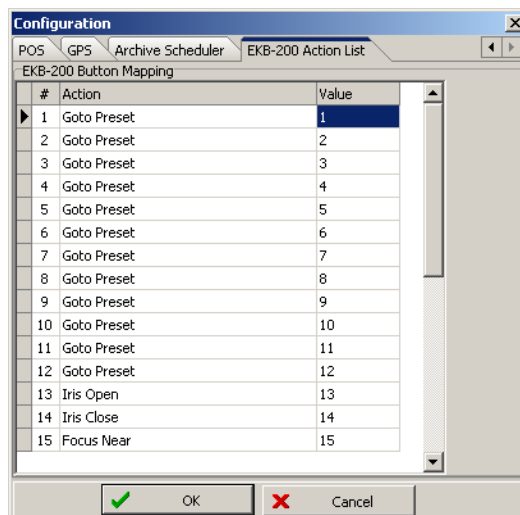 Configuration
POS GPS Archive Scheduler EKB-200 Action List
EKB-200 Button Mapping
# Action Value
1 Goto Preset 1
2 Goto Preset 2
3 Goto Preset 3
4 Goto Preset 4
5 Goto Preset 5
6 Goto Preset 6
7 Goto Preset 7
8 Goto Preset 8
9 Goto Preset 9
10 Goto Preset 10
11 Goto Preset 11
12 Goto Preset 12
13 Iris Open 13
14 Iris Close 14
15 Focus Near 15
OK Cancel